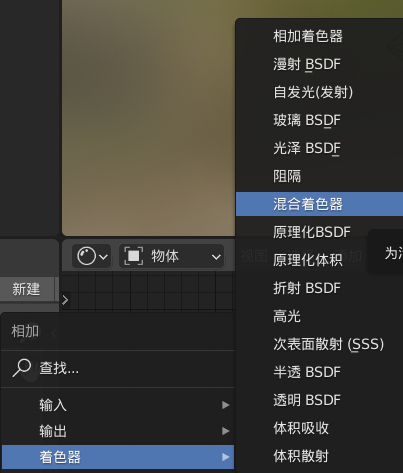 相加着色器
漫射 BSDF
自发光(发射)
玻璃 BSDF
光泽 BSDF
阻隔
混合着色器
原理化BSDF
原理化体积
折射 BSDF
高光
次表面散射 (SSS)
半透 BSDF
透明 BSDF
体积吸收
体积散射
物体
为
新建
相加
查找...
输入
输出
着色器